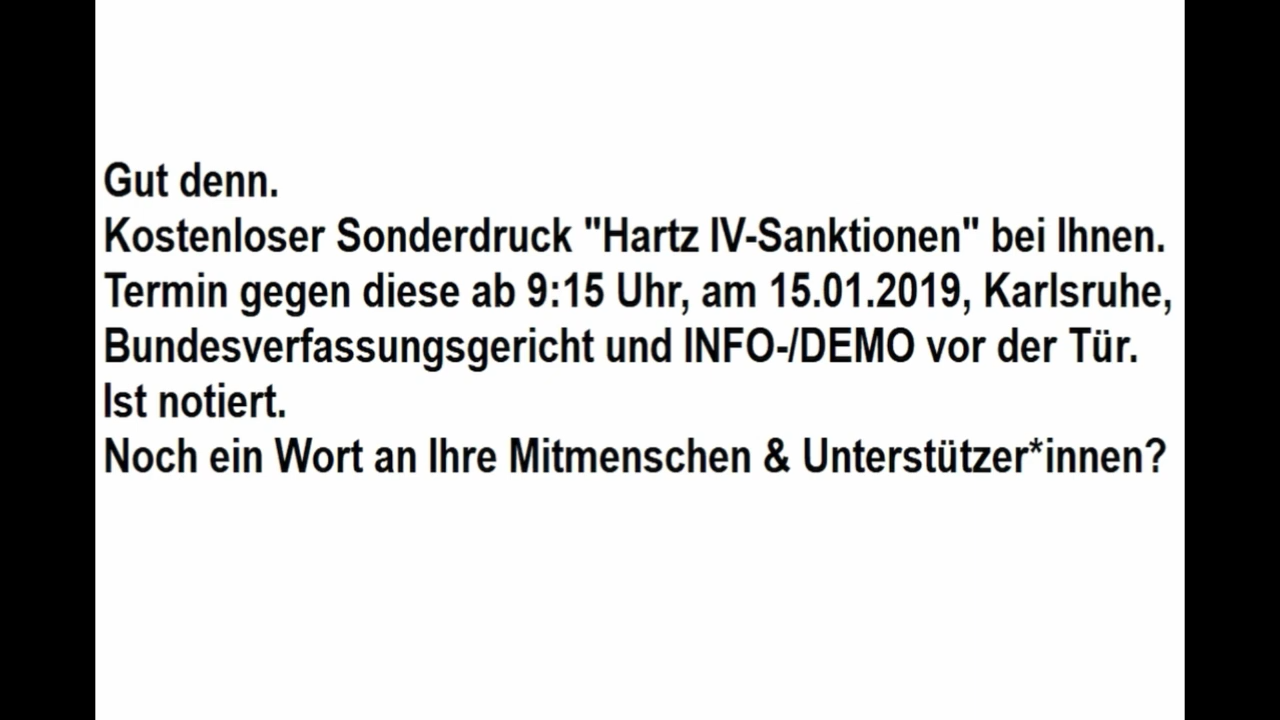 Gut denn.
Kostenloser Sonderdruck "Hartz IV-Sanktionen" bei Ihnen.
Termin gegen diese ab 9:15 Uhr, am 15.01.2019, Karlsruhe,
Bundesverfassungsgericht und INFO-/DEMO vor der Tür.
Ist notiert.
Noch ein Wort an Ihre Mitmenschen & Unterstützer*innen?